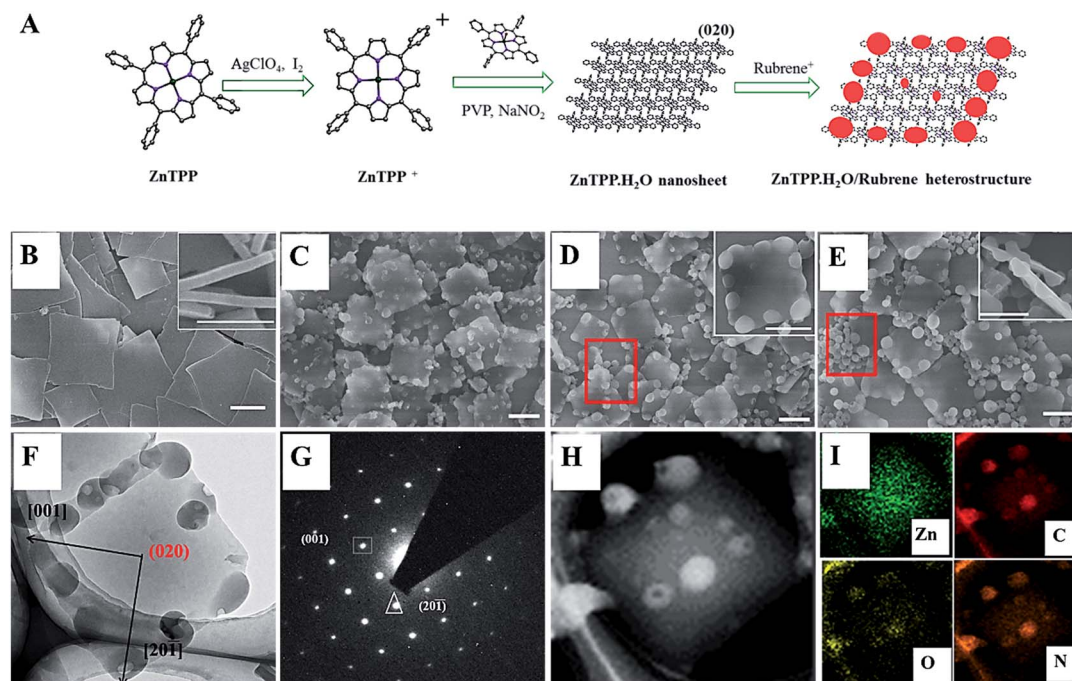 A
AgClO4, I2
+
PVP, NaNO2
(020)
Rubrene+
ZnTPP
ZnTPP +
ZnTPP.H2O nanosheet
ZnTPP.H2O/Rubrene heterostructure
B
C
D
E
F
[001]
(020)
[201̄]
G
(001)
(201̄)
H
I
Zn
C
O
N